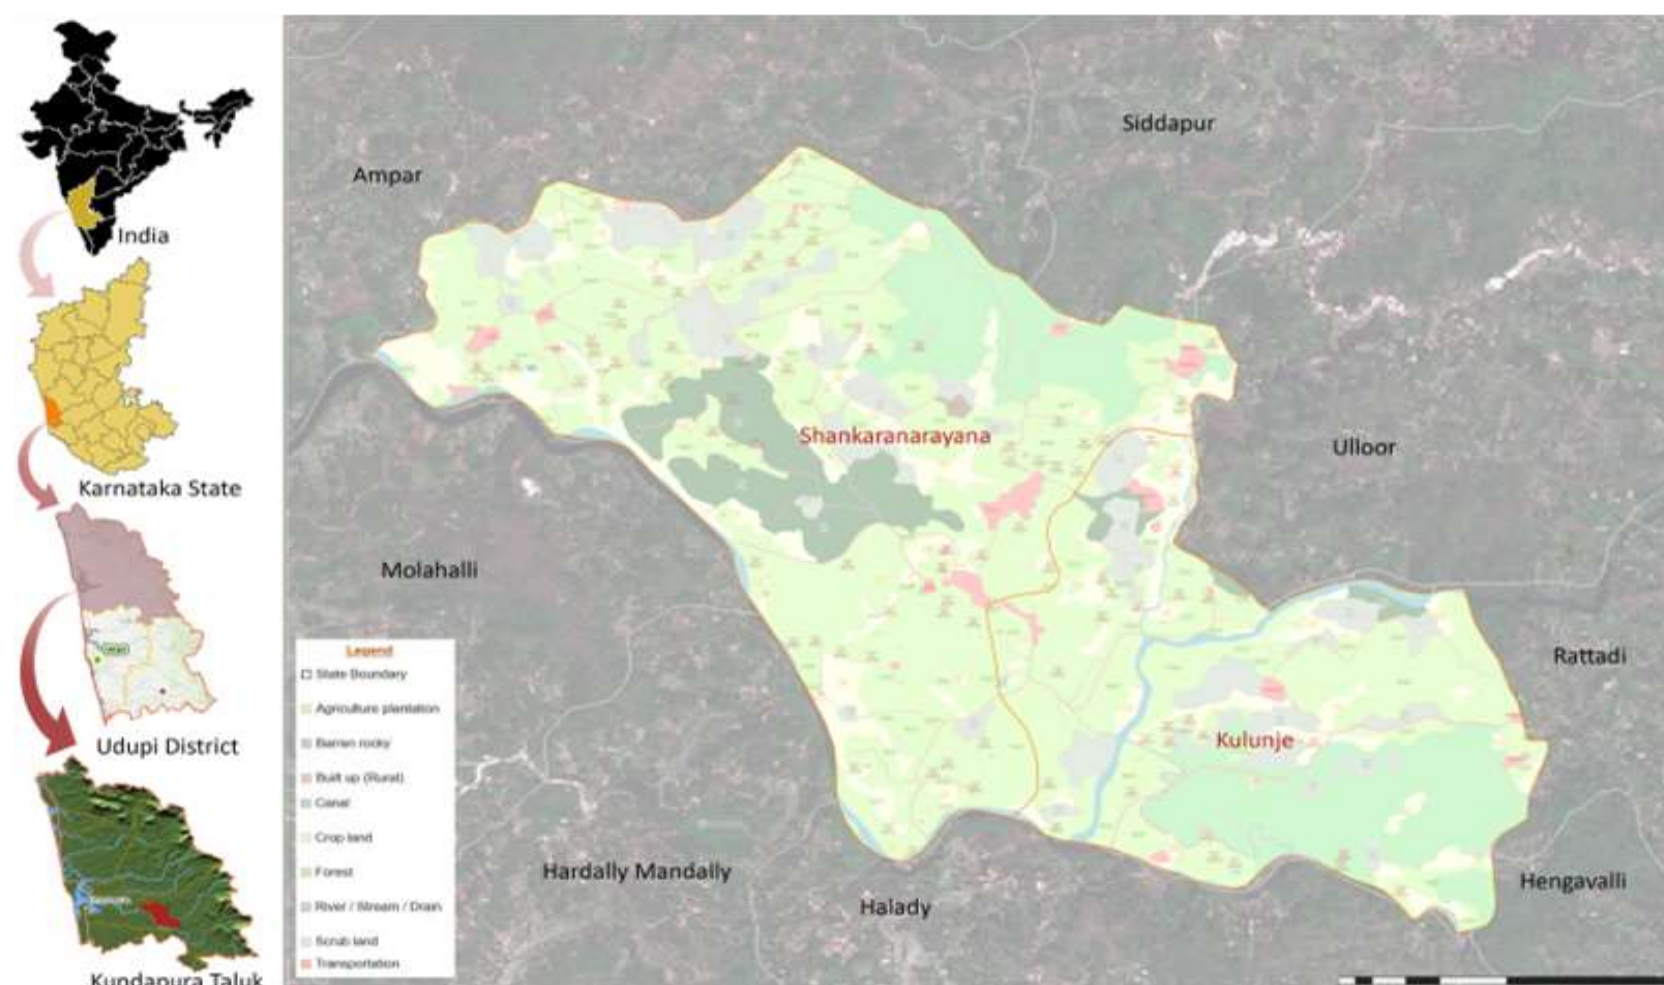 India
Karnataka State
Udupi District
Kundapura Taluk
Siddapur
Ampar
Shankaranarayana
Ulloor
Molahalli
Rattadi
Kulunje
Hardally Mandally
Halady
Hengavalli
Legend
State Boundary
Agriculture plantation
Barren rocky
Built up (Rural)
Canal
Crop land
Forest
River / Stream / Drain
Scrub land
Transportation